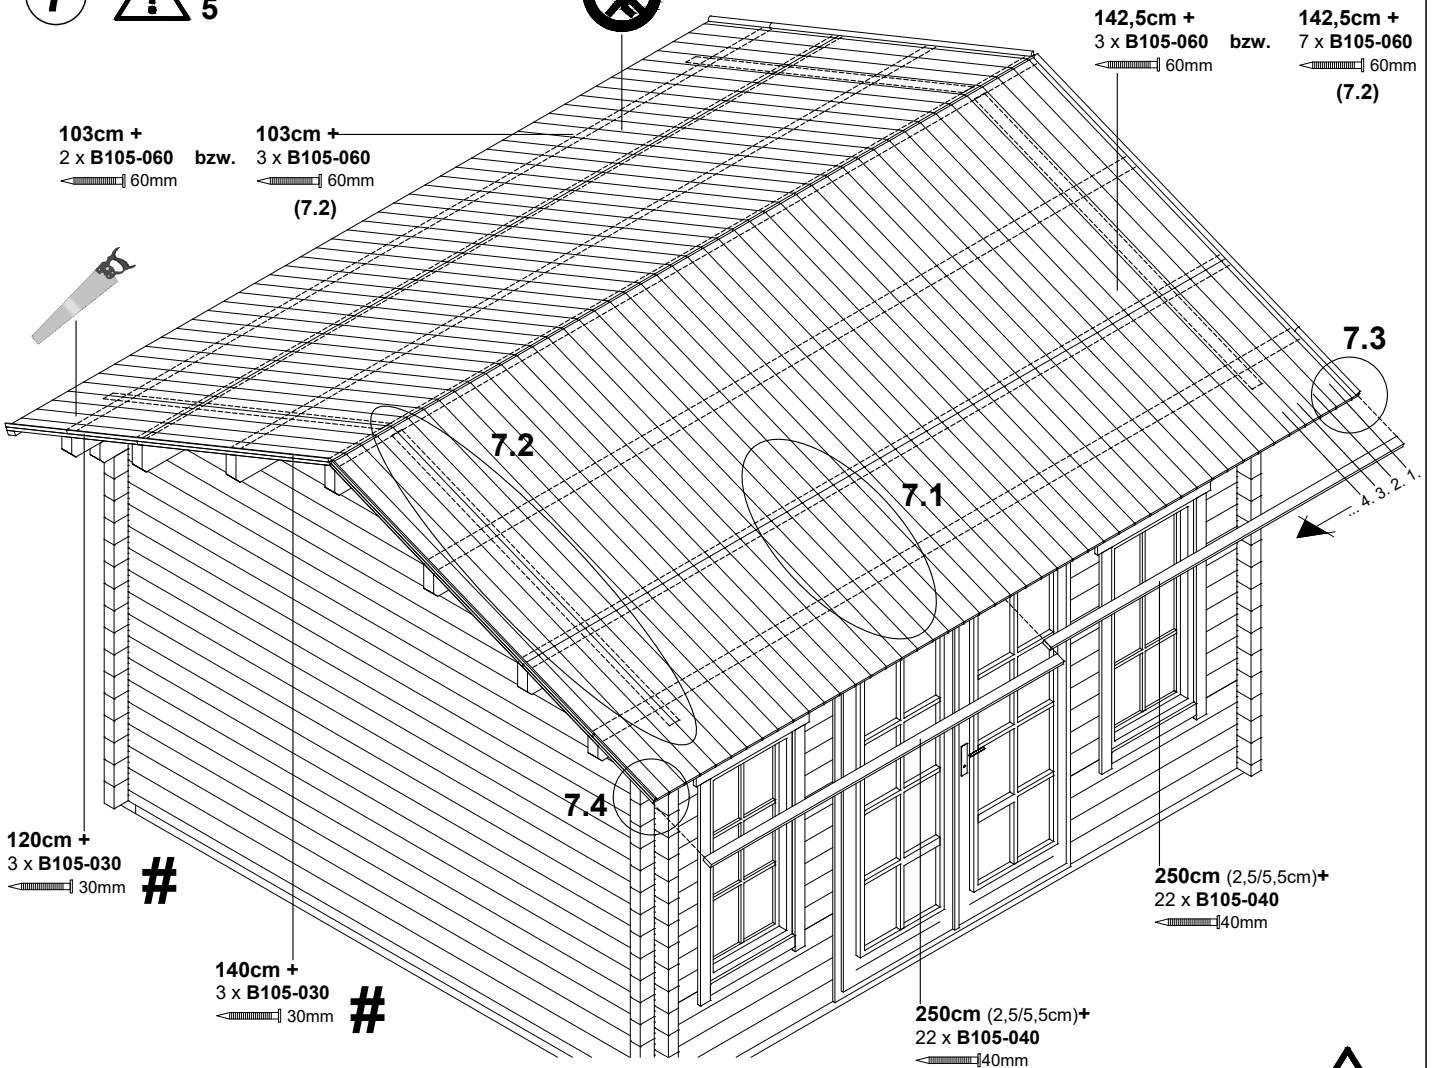 7
5
142,5cm +
3 x B105-060 bzw.
60mm
142,5cm +
7 x B105-060
60mm
(7.2)
103cm +
2 x B105-060 bzw.
60mm
103cm +
3 x B105-060
60mm
(7.2)
7.3
7.2
7.1
... 4. 3. 2. 1.
7.4
120cm +
3 x B105-030
30mm
#
250cm (2,5/5,5cm)+
22 x B105-040
40mm
140cm +
3 x B105-030
30mm
#
250cm (2,5/5,5cm)+
22 x B105-040
40mm